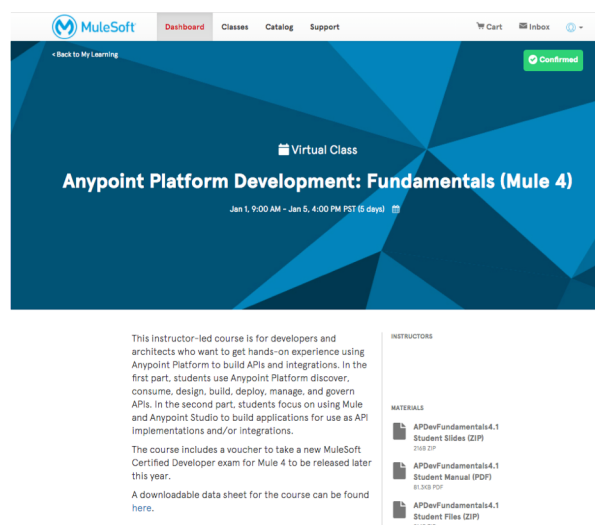 MuleSoft Dashboard Classes Catalog Support Cart Inbox
< Back to My Learning
Confirmed
Virtual Class
Anypoint Platform Development: Fundamentals (Mule 4)
Jan 1, 9:00 AM - Jan 5, 4:00 PM PST (5 days)
This instructor-led course is for developers and
architects who want to get hands-on experience using
Anypoint Platform to build APIs and integrations. In the
first part, students use Anypoint Platform discover,
consume, design, build, deploy, manage, and govern
APIs. In the second part, students focus on using Mule
and Anypoint Studio to build applications for use as API
implementations and/or integrations.
The course includes a voucher to take a new MuleSoft
Certified Developer exam for Mule 4 to be released later
this year.
A downloadable data sheet for the course can be found
here.
INSTRUCTORS
MATERIALS
APDevFundamentals4.1
Student Slides (ZIP)
216B ZIP
APDevFundamentals4.1
Student Manual (PDF)
81.3KB PDF
APDevFundamentals4.1
Student Files (ZIP)